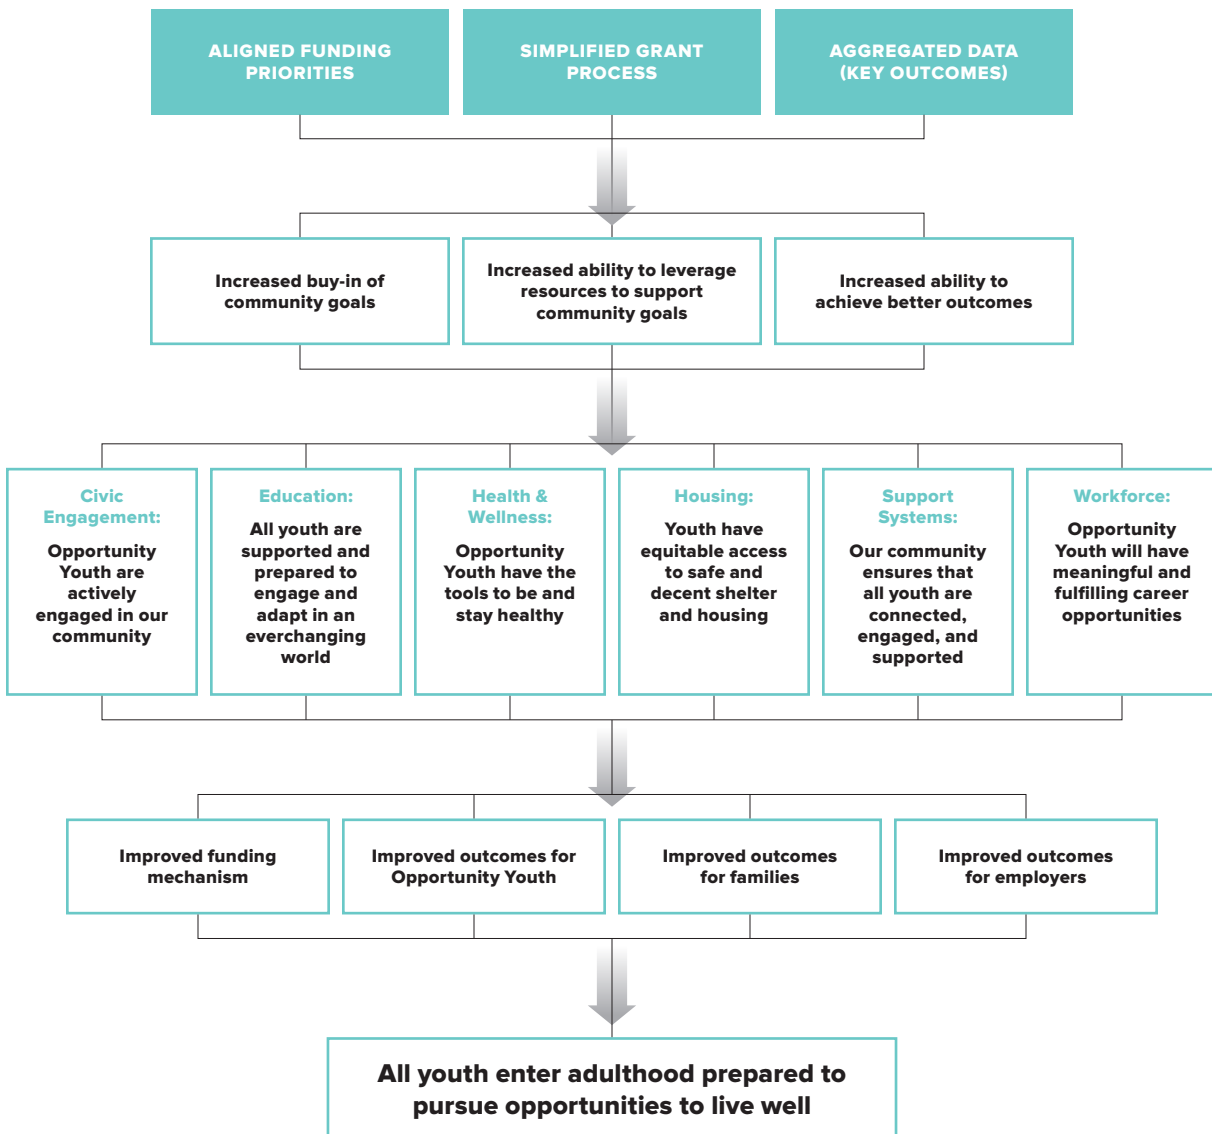 ALIGNED FUNDING
PRIORITIES
SIMPLIFIED GRANT
PROCESS
AGGREGATED DATA
(KEY OUTCOMES)
Increased buy-in of
community goals
Increased ability to leverage
resources to support
community goals
Increased ability to
achieve better outcomes
Civic
Engagement:
Opportunity
Youth are
actively
engaged in our
community
Education:
All youth are
supported and
prepared to
engage and
adapt in an
everchanging
world
Health &
Wellness:
Opportunity
Youth have the
tools to be and
stay healthy
Housing:
Youth have
equitable access
to safe and
decent shelter
and housing
Support
Systems:
Our community
ensures that
all youth are
connected,
engaged, and
supported
Workforce:
Opportunity
Youth will have
meaningful and
fulfilling career
opportunities
Improved funding
mechanism
Improved outcomes for
Opportunity Youth
Improved outcomes
for families
Improved outcomes
for employers
All youth enter adulthood prepared to
pursue opportunities to live well